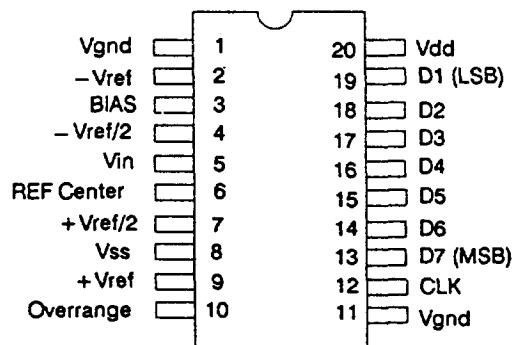 Vgnd 1 20 Vdd
−Vref 2 19 D1 (LSB)
BIAS 3 18 D2
−Vref/2 4 17 D3
Vin 5 16 D4
REF Center 6 15 D5
+Vref/2 7 14 D6
Vss 8 13 D7 (MSB)
+Vref 9 12 CLK
Overrange 10 11 Vgnd